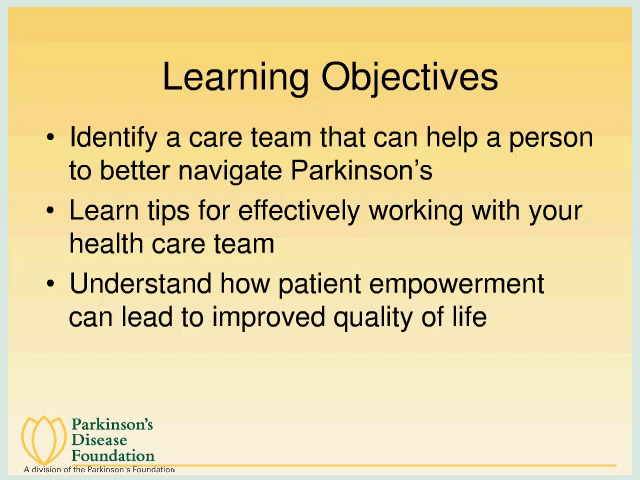 Learning Objectives
• Identify a care team that can help a person
to better navigate Parkinson’s
• Learn tips for effectively working with your
health care team
• Understand how patient empowerment
can lead to improved quality of life
Parkinson’s
Disease
Foundation
A division of the Parkinson’s Foundation